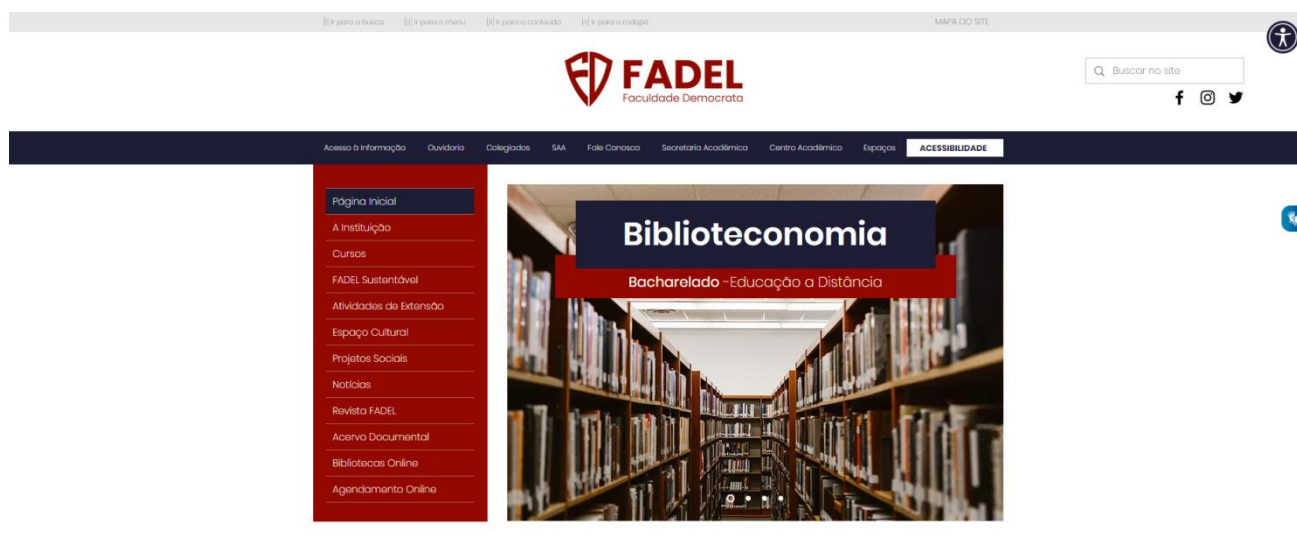 [1] Ir para a busca [2] Ir para o menu [3] Ir para o conteúdo [4] Ir para o rodapé MAPA DO SITE
FADEL
Faculdade Democrata
Buscar no site
Acesso à Informação Ouvidoria Colegiados SAA Fale Conosco Secretaria Acadêmica Centro Acadêmico Espaços ACESSIBILIDADE
Página Inicial
A Instituição
Cursos
FADEL Sustentável
Atividades de Extensão
Espaço Cultural
Projetos Sociais
Notícias
Revista FADEL
Acervo Documental
Bibliotecas Online
Agendamento Online
Biblioteconomia
Bacharelado -Educação a Distância